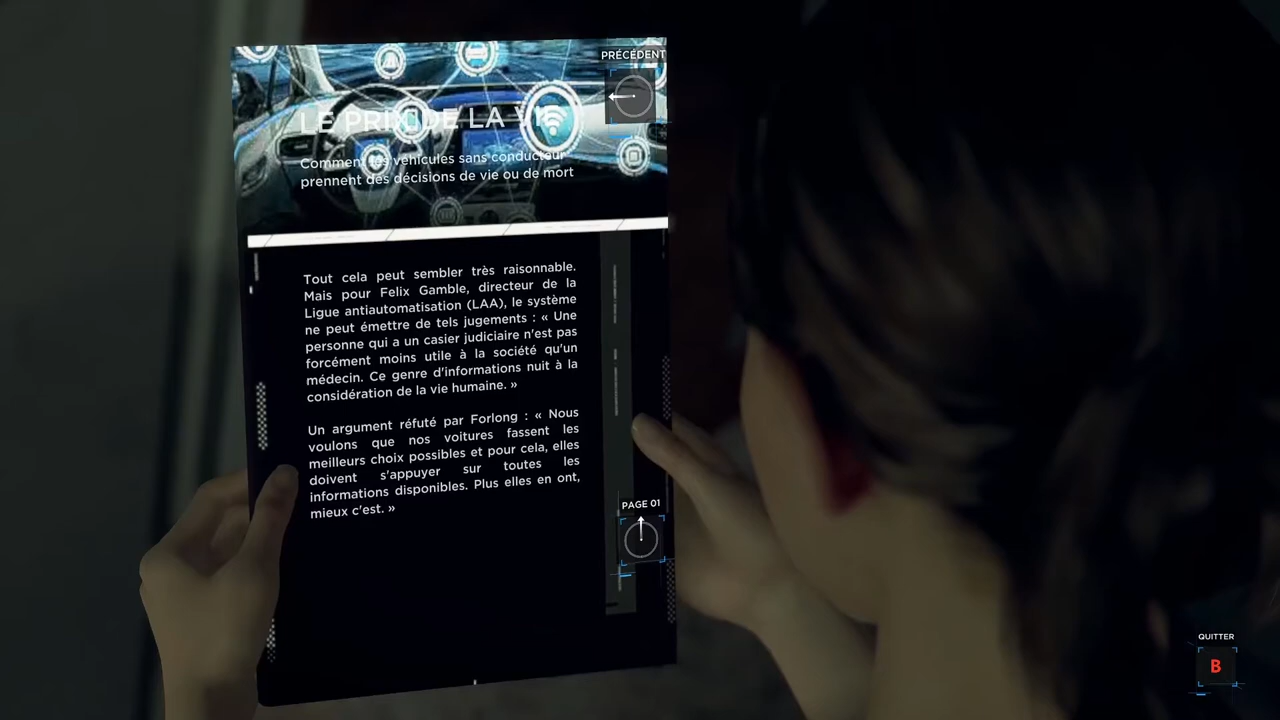 PRÉCÉDENT
LE PRIX DE LA VIE
Comment les véhicules sans conducteur
prennent des décisions de vie ou de mort
Tout cela peut sembler très raisonnable.
Mais pour Felix Gamble, directeur de la
Ligue antiautomatisation (LAA), le système
ne peut émettre de tels jugements : « Une
personne qui a un casier judiciaire n'est pas
forcément moins utile à la société qu'un
médecin. Ce genre d'informations nuit à la
considération de la vie humaine. »
Un argument réfuté par Forlong : « Nous
voulons que nos voitures fassent les
meilleurs choix possibles et pour cela, elles
doivent s'appuyer sur toutes les
informations disponibles. Plus elles en ont,
mieux c'est. »
PAGE 01
QUITTER
B